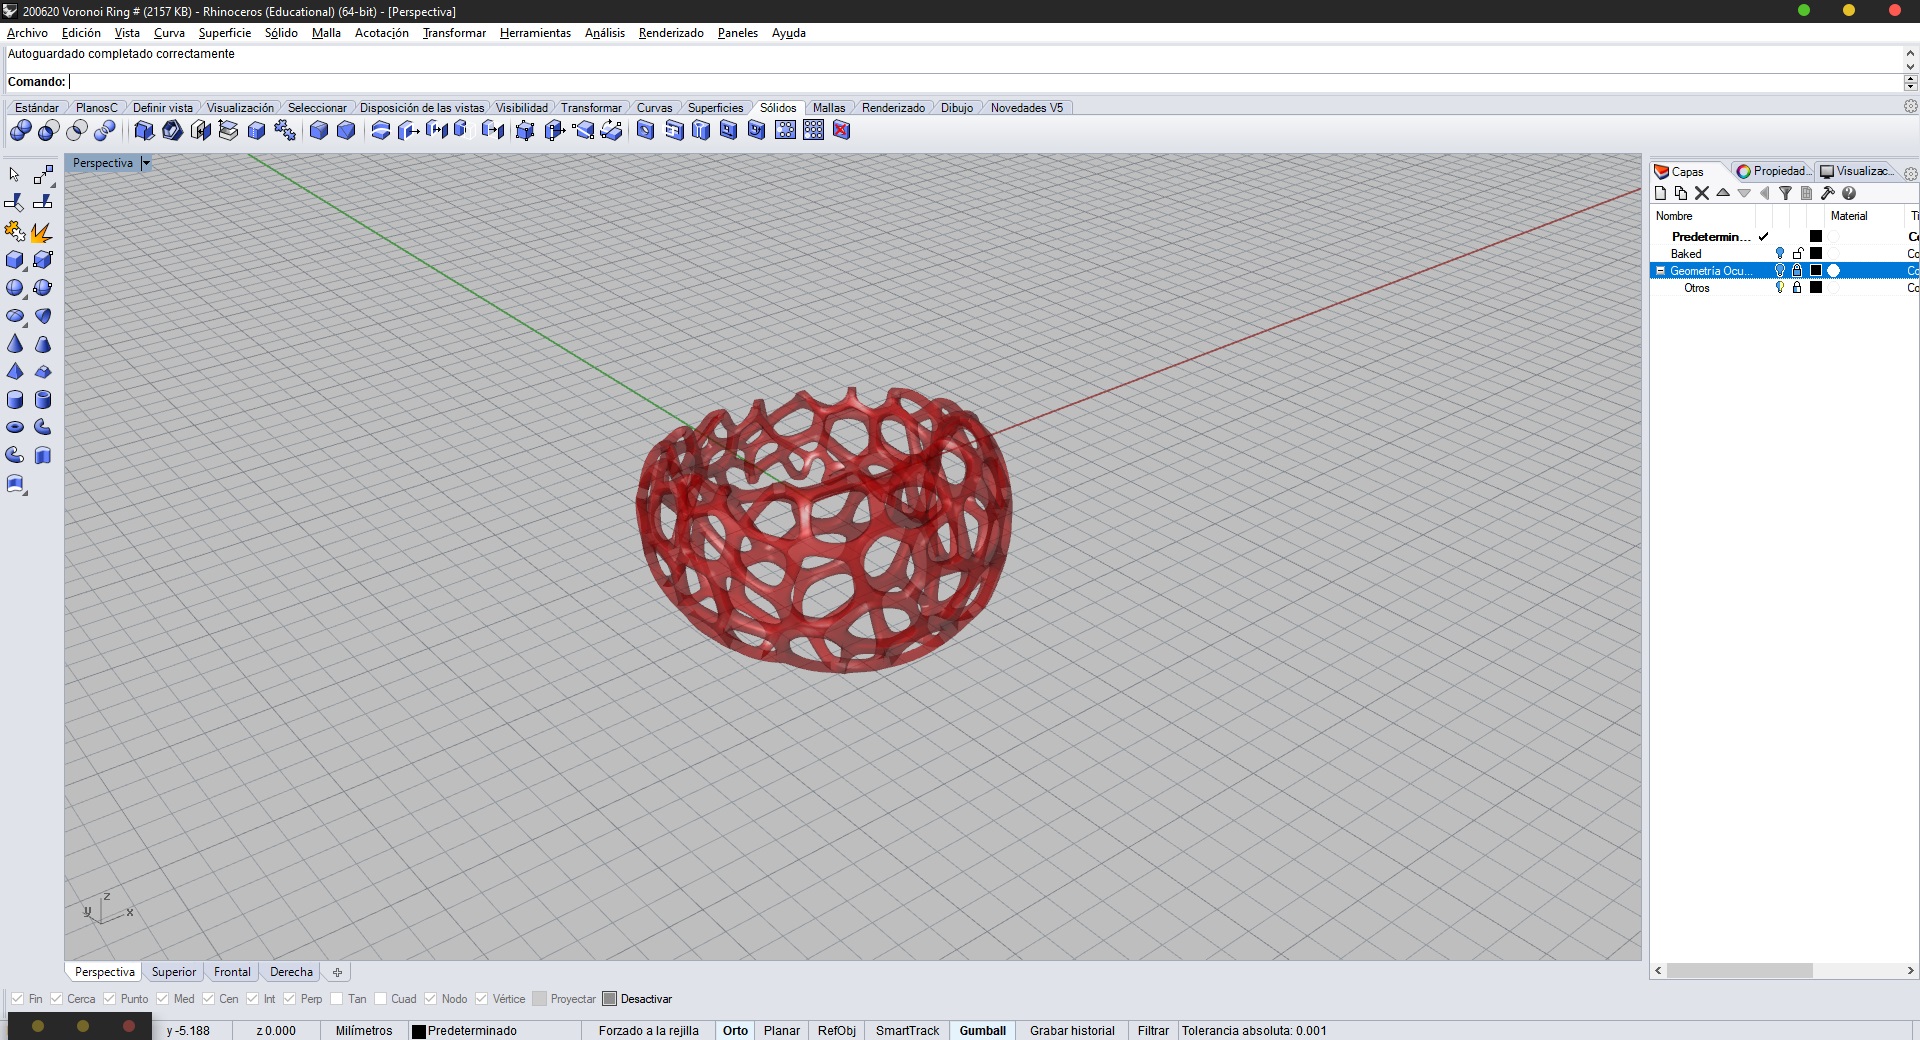 200620 Voronoi Ring # (2157 KB) - Rhinoceros (Educational) (64-bit) - [Perspectiva]
Archivo Edición Vista Curva Superficie Sólido Malla Acotación Transformar Herramientas Análisis Renderizado Paneles Ayuda
Autoguardado completado correctamente
Comando:
Estándar PlanosC Definir vista Visualización Seleccionar Disposición de las vistas Visibilidad Transformar Curvas Superficies Sólidos Mallas Renderizado Dibujo Novedades V5
Perspectiva
Capas Propiedad... Visualizac...
Nombre Material Ti
Predetermin... Co
Baked Co
Geometría Ocu... Co
Otros Co
z
y x
Perspectiva Superior Frontal Derecha
Fin Cerca Punto Med Cen Int Perp Tan Cuad Nodo Vértice Proyectar Desactivar
y -5.188 z 0.000 Milímetros Predeterminado Forzado a la rejilla Orto Planar RefObj SmartTrack Gumball Grabar historial Filtrar Tolerancia absoluta: 0.001